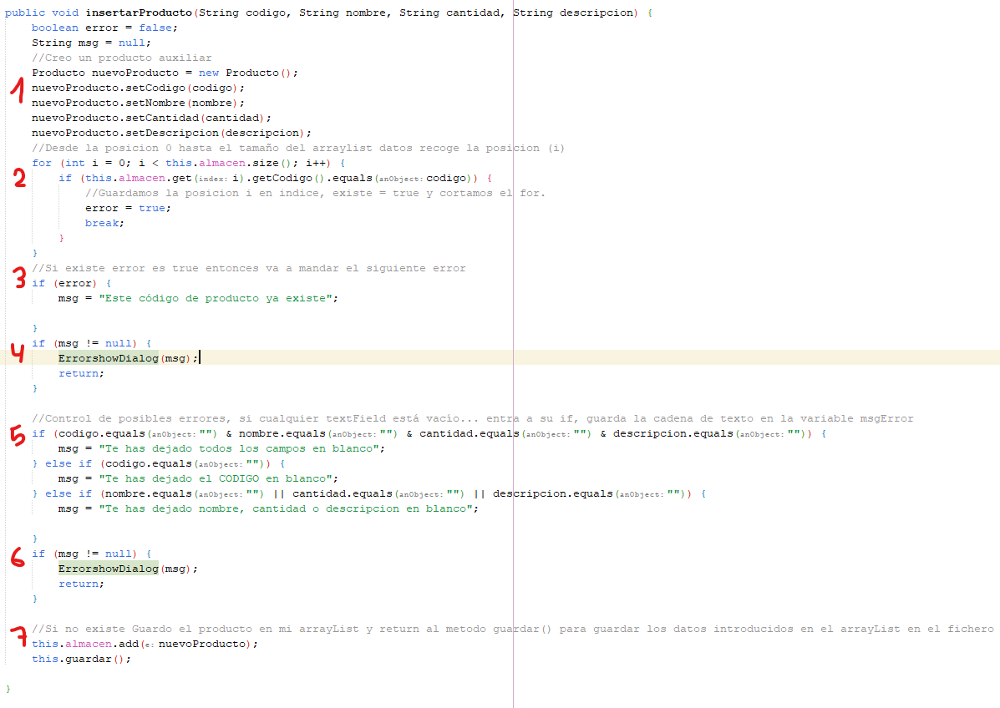 public void insertarProducto(String codigo, String nombre, String cantidad, String descripcion) {
boolean error = false;
String msg = null;
//Creo un producto auxiliar
Producto nuevoProducto = new Producto();
1 nuevoProducto.setCodigo(codigo);
nuevoProducto.setNombre(nombre);
nuevoProducto.setCantidad(cantidad);
nuevoProducto.setDescripcion(descripcion);
//Desde la posicion 0 hasta el tamaño del arraylist datos recoge la posicion (i)
for (int i = 0; i < this.almacen.size(); i++) {
2 if (this.almacen.get(index: i).getCodigo().equals(anObject: codigo)) {
//Guardamos la posicion i en indice, existe = true y cortamos el for.
error = true;
break;
}
}
//Si existe error es true entonces va a mandar el siguiente error
3 if (error) {
msg = "Este código de producto ya existe";
}
4 if (msg != null) {
ErrorshowDialog(msg);
return;
}
//Control de posibles errores, si cualquier textField está vacío... entra a su if, guarda la cadena de texto en la variable msgError
5 if (codigo.equals(anObject: "") & nombre.equals(anObject: "") & cantidad.equals(anObject: "") & descripcion.equals(anObject: "")) {
msg = "Te has dejado todos los campos en blanco";
} else if (codigo.equals(anObject: "")) {
msg = "Te has dejado el CODIGO en blanco";
} else if (nombre.equals(anObject: "") || cantidad.equals(anObject: "") || descripcion.equals(anObject: "")) {
msg = "Te has dejado nombre, cantidad o descripcion en blanco";
}
6 if (msg != null) {
ErrorshowDialog(msg);
return;
}
//Si no existe Guardo el producto en mi arrayList y return al metodo guardar() para guardar los datos introducidos en el arrayList en el fichero
7 this.almacen.add(e: nuevoProducto);
this.guardar();
}